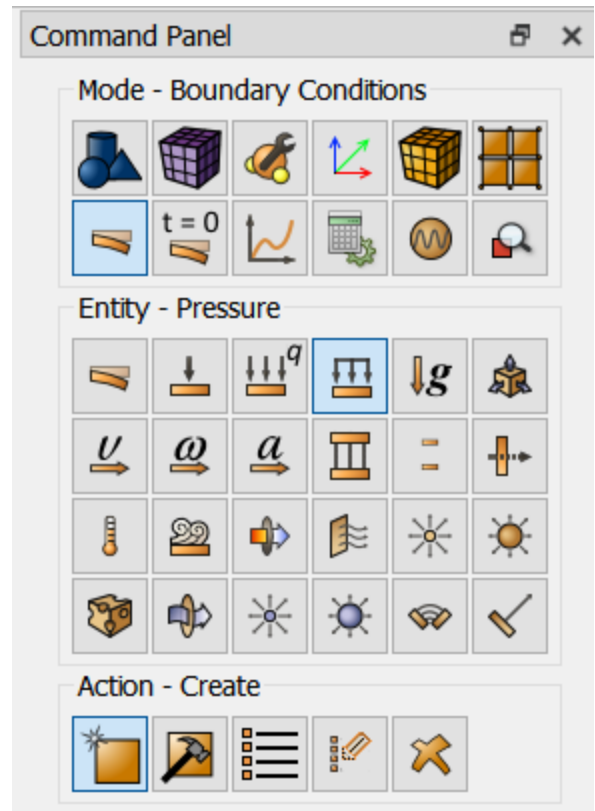 Command Panel
Mode - Boundary Conditions
t = 0
Entity - Pressure
q
g
υ ω a
Action - Create